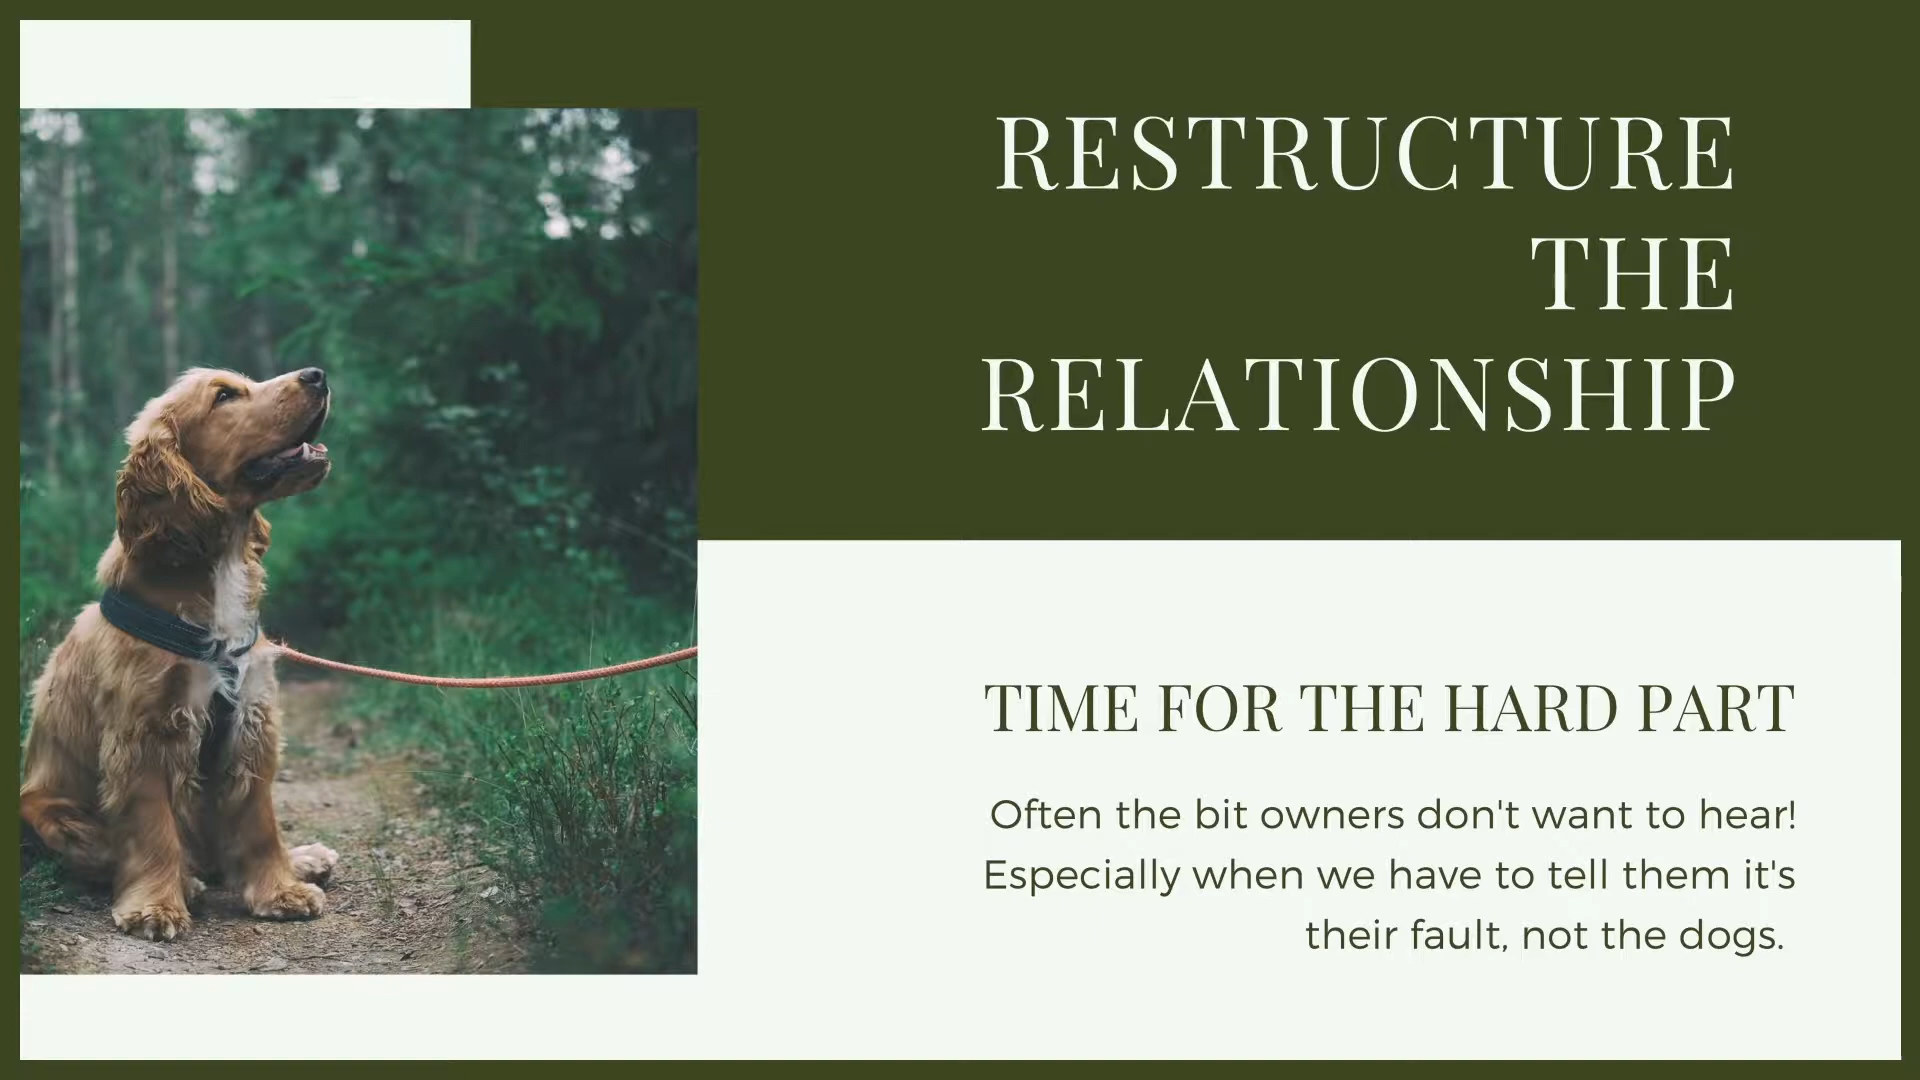 RESTRUCTURE
THE
RELATIONSHIP
TIME FOR THE HARD PART
Often the bit owners don't want to hear!
Especially when we have to tell them it's
their fault, not the dogs.